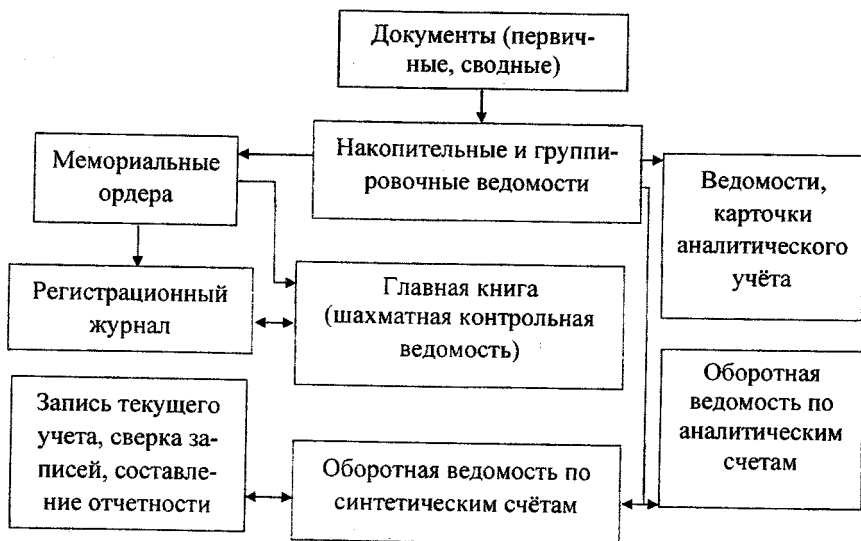 Документы (первич-
ные, сводные)
Мемориальные
ордера
Накопительные и группи-
ровочные ведомости
Ведомости,
карточки
аналитического
учёта
Регистрационный
журнал
Главная книга
(шахматная контрольная
ведомость)
Запись текущего
учета, сверка за-
писей, составле-
ние отчетности
Оборотная ведомость по
синтетическим счётам
Оборотная
ведомость по
аналитическим
счетам